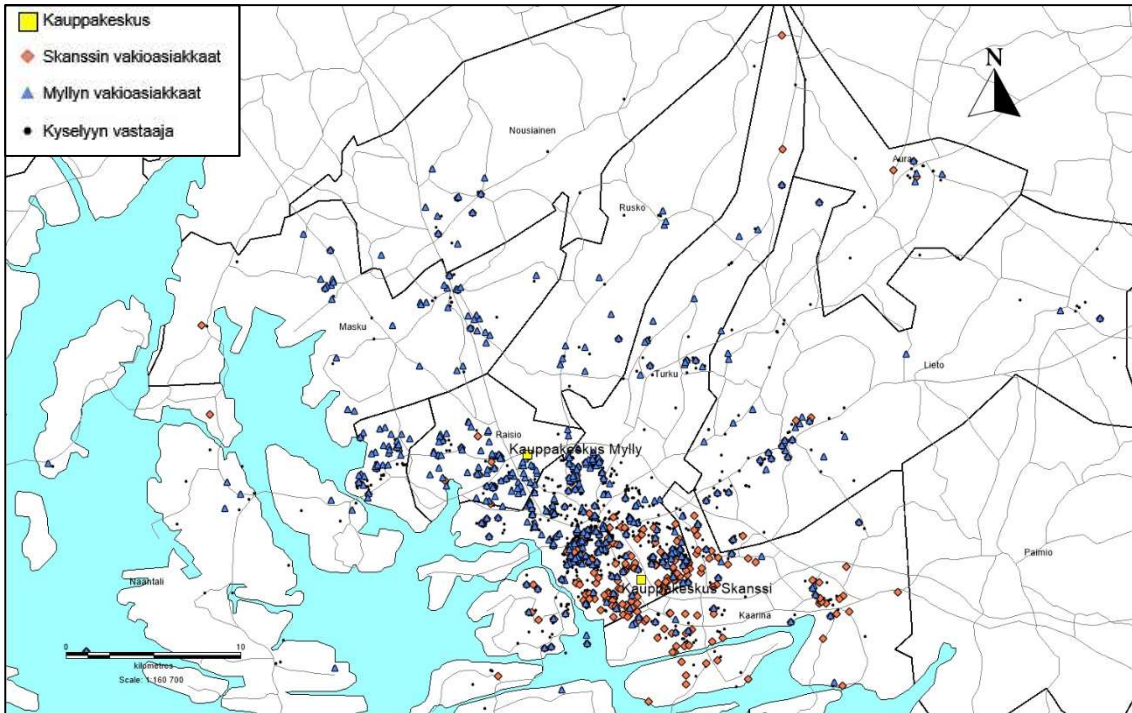 Kauppakeskus
Skanssin vakioasiakkaat
Myllyn vakioasiakkaat
Kyselyyn vastaaja
N
Nousiainen
Aura
Rusko
Masku
Lieto
Turku
Raisio
Kauppakeskus Mylly
Paimio
Naantali
Kauppakeskus Skanssi
Kaarina
0 10
kilometres
Scale: 1:160 700